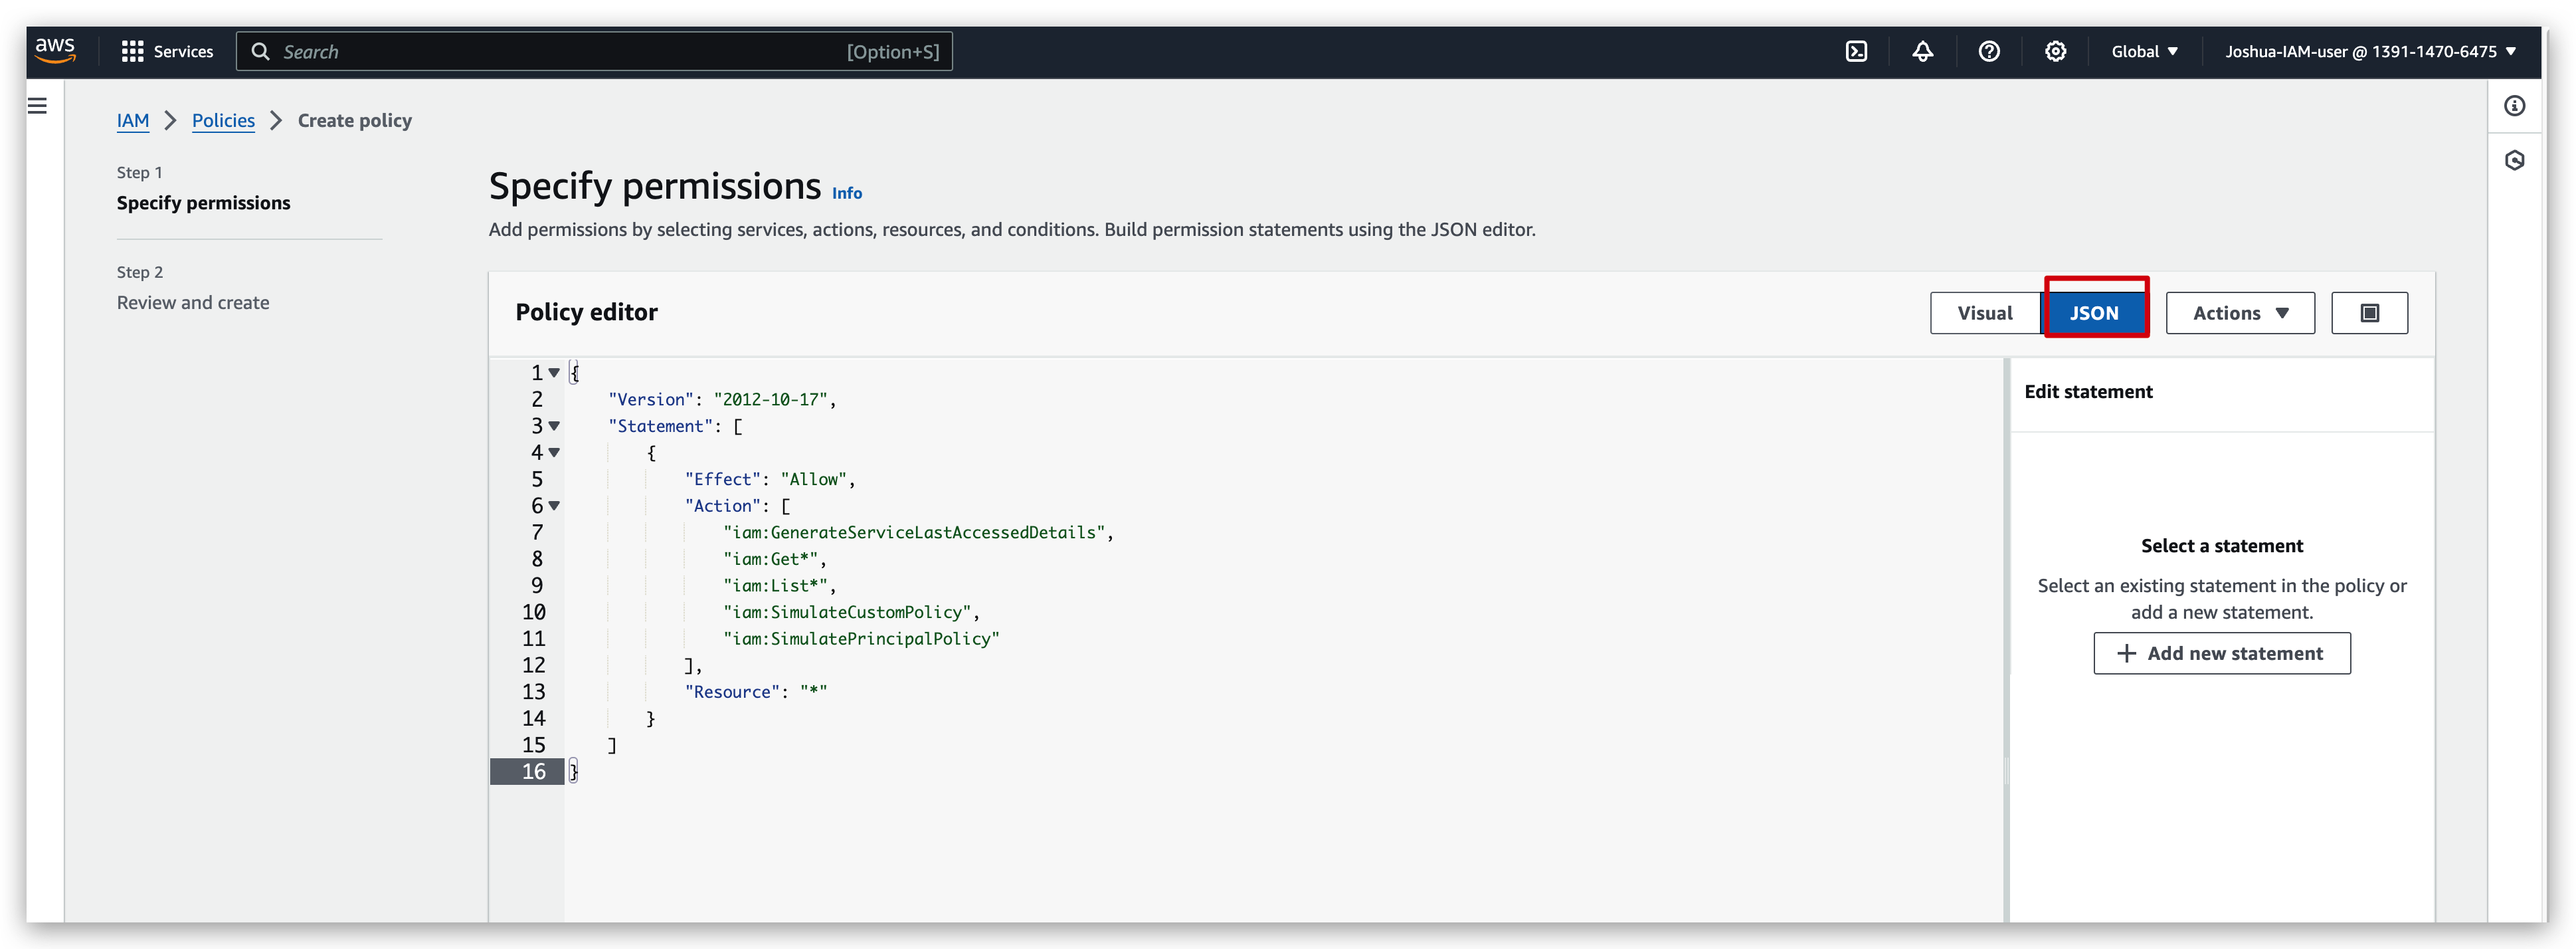 aws
Services
Search
[Option+S]
Global
Joshua-IAM-user @ 1391-1470-6475
IAM
Policies
Create policy
Step 1
Specify permissions
Step 2
Review and create
Specify permissions Info
Add permissions by selecting services, actions, resources, and conditions. Build permission statements using the JSON editor.
Policy editor
Visual
JSON
Actions
1 {
2     "Version": "2012-10-17",
3     "Statement": [
4         {
5             "Effect": "Allow",
6             "Action": [
7                 "iam:GenerateServiceLastAccessedDetails",
8                 "iam:Get*",
9                 "iam:List*",
10                 "iam:SimulateCustomPolicy",
11                 "iam:SimulatePrincipalPolicy"
12             ],
13             "Resource": "*"
14         }
15     ]
16 }
Edit statement
Select a statement
Select an existing statement in the policy or
add a new statement.
Add new statement